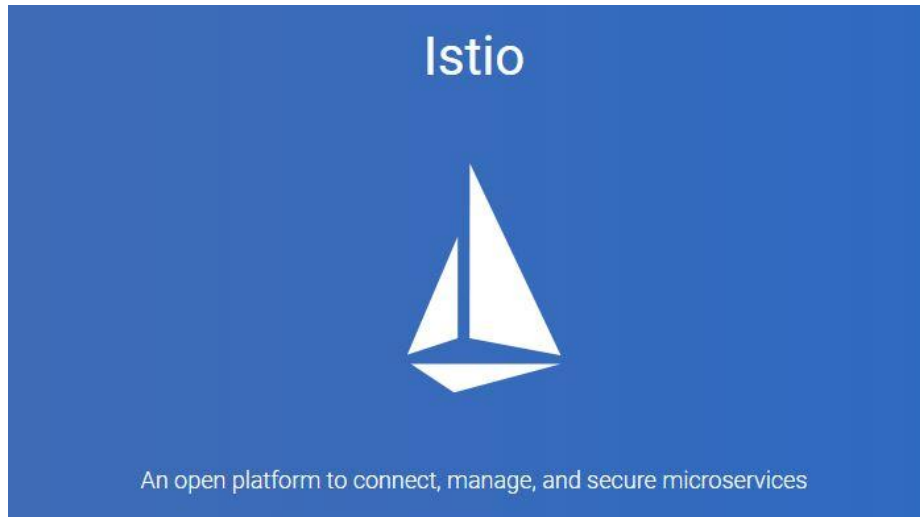 Istio
An open platform to connect, manage, and secure microservices